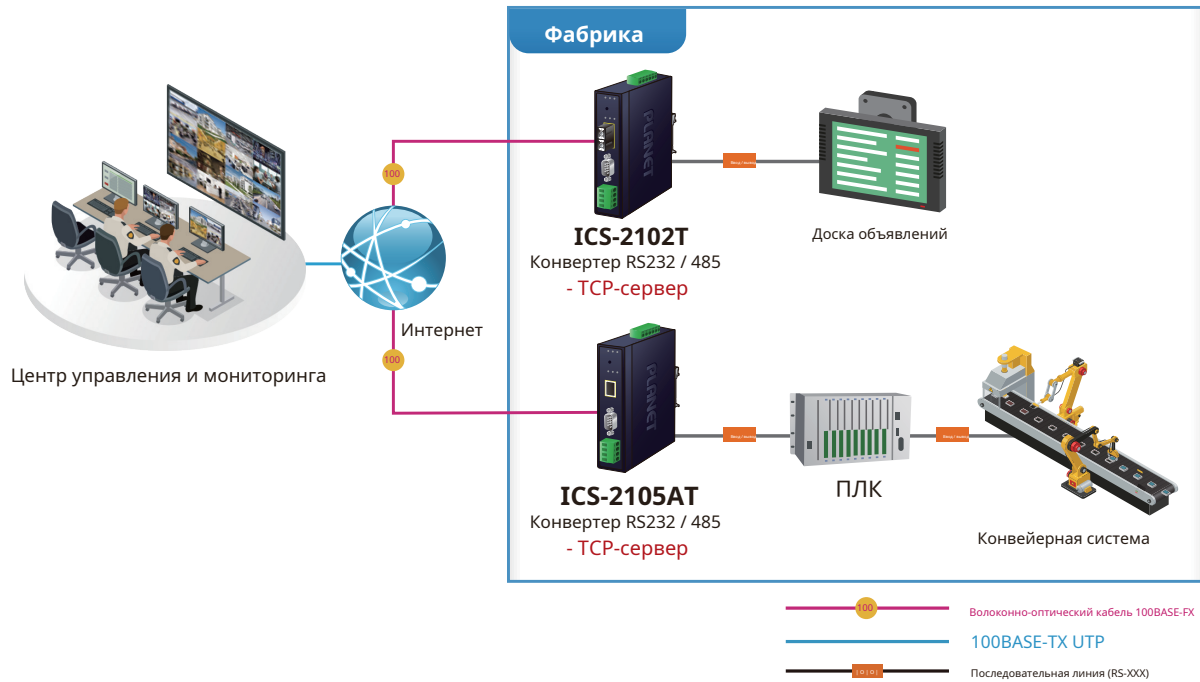 Фабрика
100
PLANET
ICS-2102T
Конвертер RS232 / 485
- TCP-сервер
Доска объявлений
Интернет
Центр управления и мониторинга
100
PLANET
ICS-2105AT
Конвертер RS232 / 485
- TCP-сервер
ПЛК
Конвейерная система
100
Волоконно-оптический кабель 100BASE-FX
100BASE-TX UTP
Последовательная линия (RS-XXX)